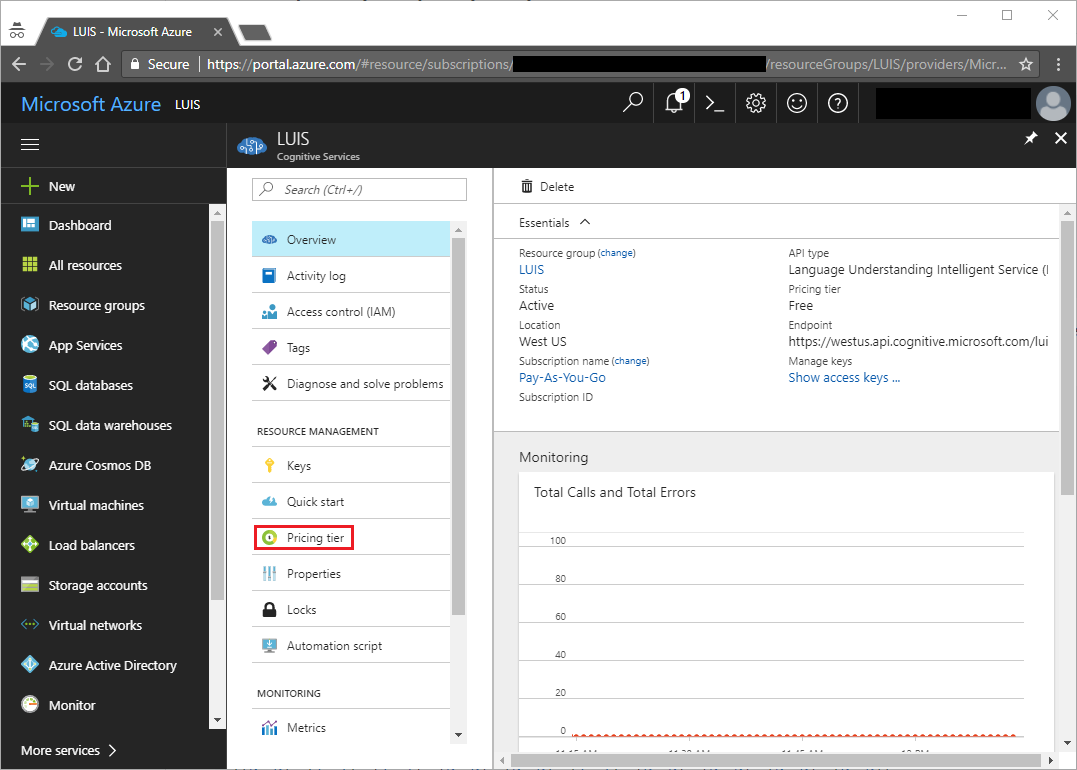 LUIS - Microsoft Azure
Secure
https://portal.azure.com/#resource/subscriptions/
/resourceGroups/LUIS/providers/Micr...
Microsoft Azure
LUIS
1
LUIS
Cognitive Services
New
Dashboard
All resources
Resource groups
App Services
SQL
SQL databases
SQL data warehouses
Azure Cosmos DB
Virtual machines
Load balancers
Storage accounts
Virtual networks
Azure Active Directory
Monitor
More services
Search (Ctrl+/)
Overview
Activity log
Access control (IAM)
Tags
Diagnose and solve problems
RESOURCE MANAGEMENT
Keys
Quick start
Pricing tier
Properties
Locks
Automation script
MONITORING
Metrics
Delete
Essentials
Resource group (change)
LUIS
Status
Active
Location
West US
Subscription name (change)
Pay-As-You-Go
Subscription ID
API type
Language Understanding Intelligent Service (
Pricing tier
Free
Endpoint
https://westus.api.cognitive.microsoft.com/lui
Manage keys
Show access keys ...
Monitoring
Total Calls and Total Errors
100
80
60
40
20
0